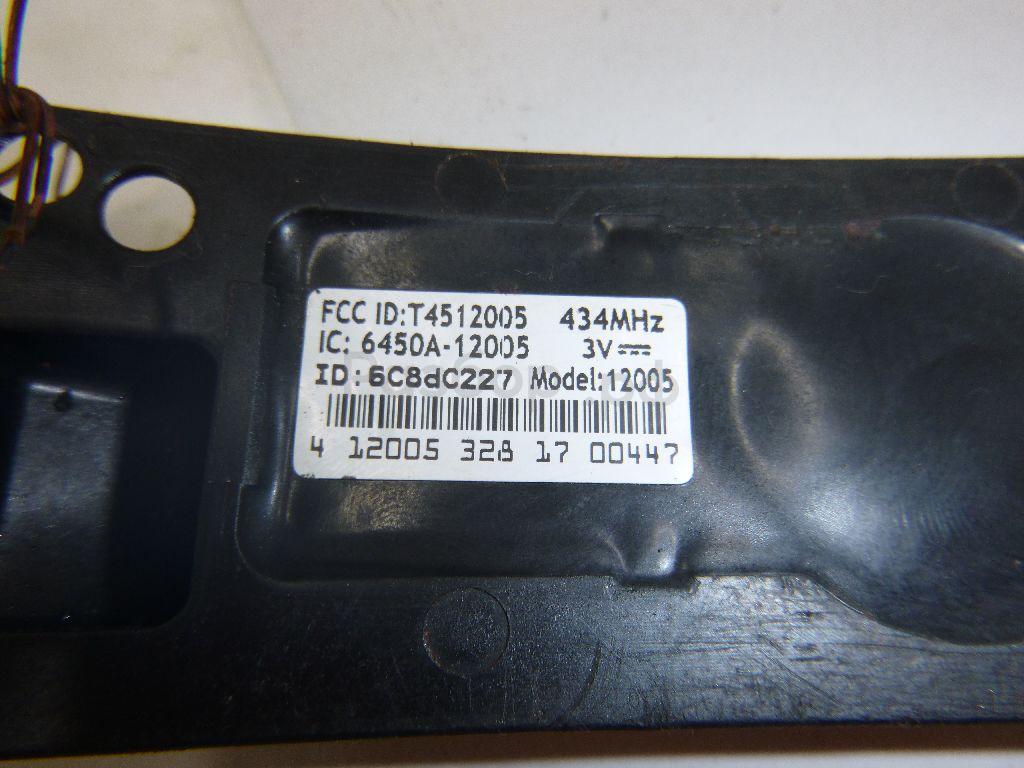 FCC ID:T4512005 434MHz
IC: 6450A-12005 3V
ID:6C8dC227 Model:12005
4 12005 328 17 00447